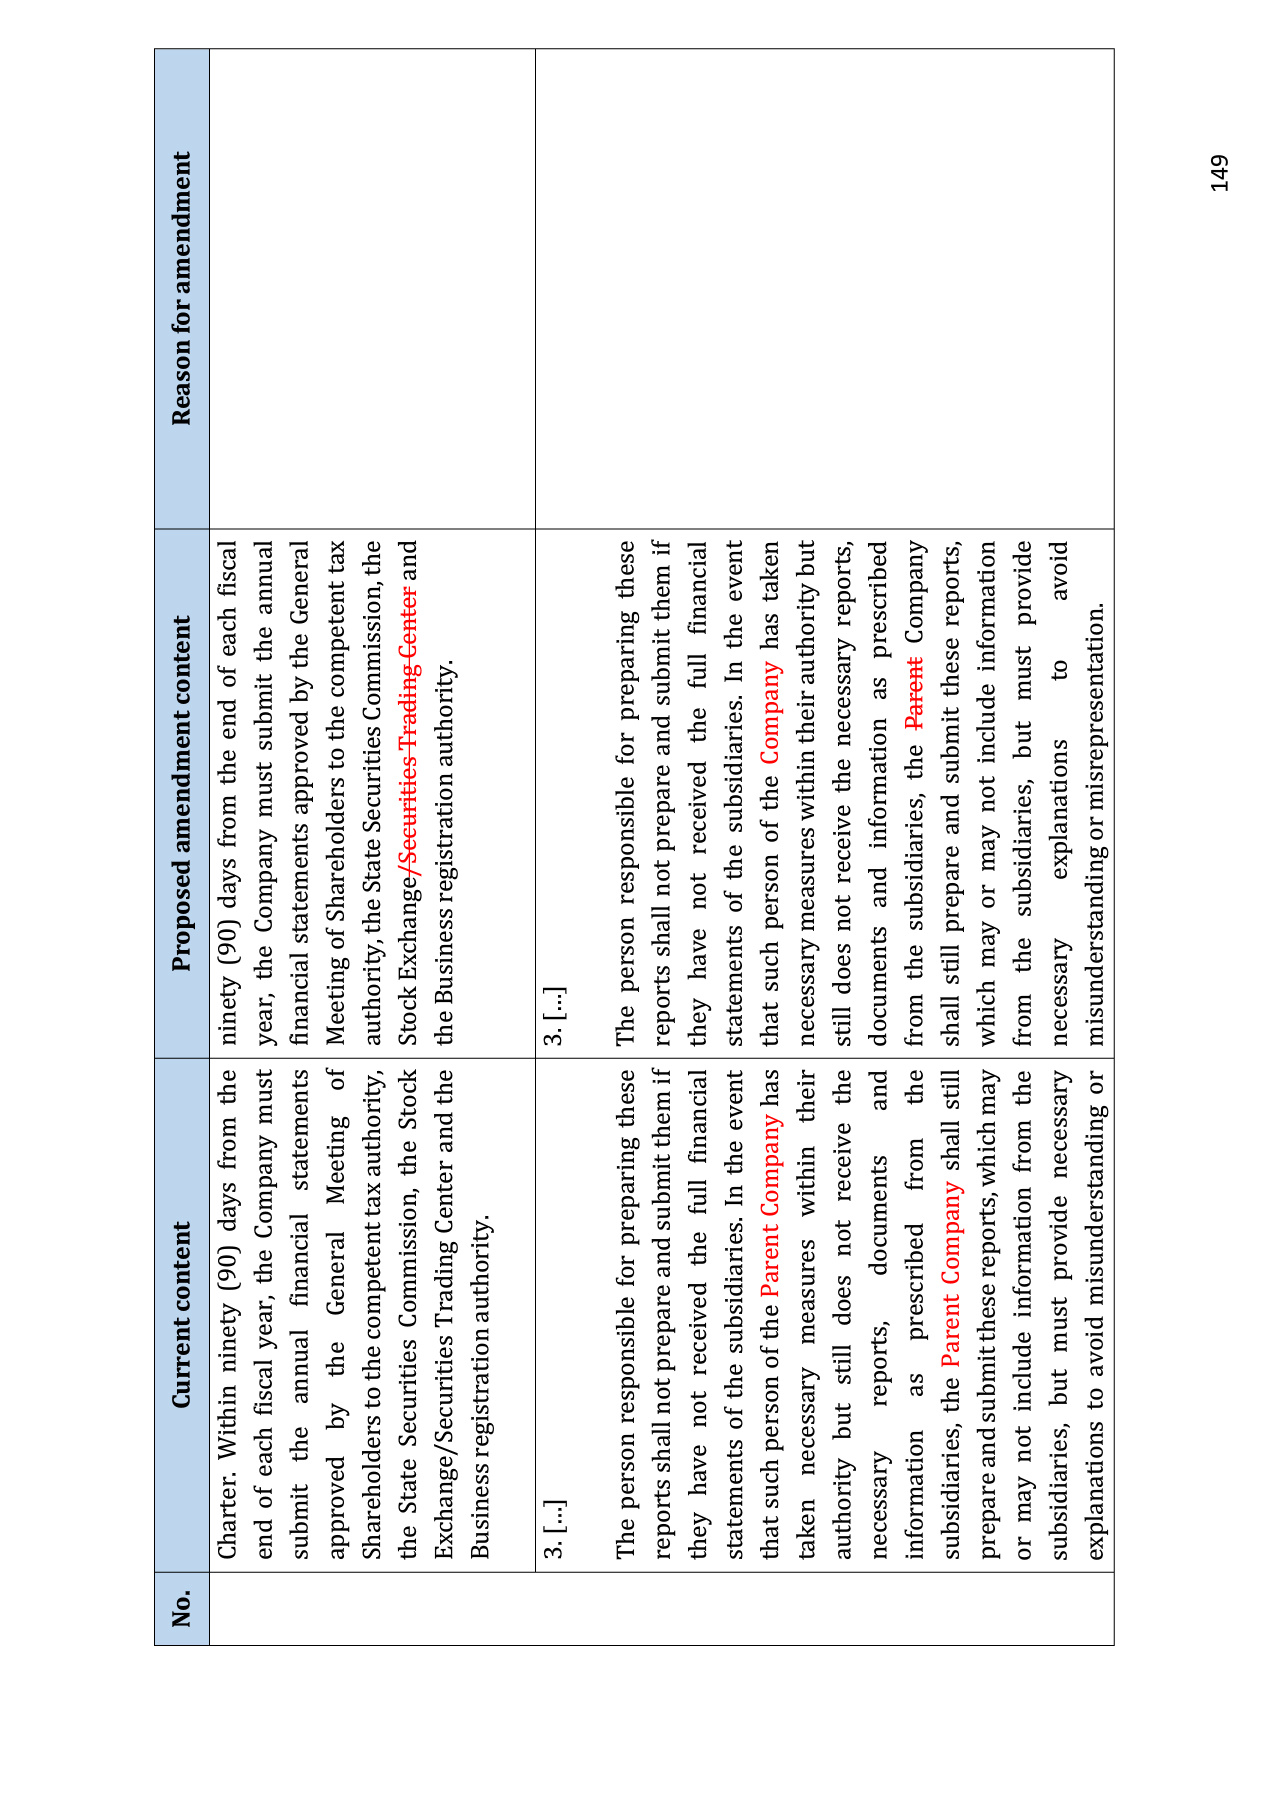 No.
Current content
Proposed amendment content
Reason for amendment
Charter. Within ninety (90) days from the
end of each fiscal year, the Company must
submit the annual financial statements
approved by the General Meeting of
Shareholders to the competent tax authority,
the State Securities Commission, the Stock
Exchange/Securities Trading Center and the
Business registration authority.
ninety (90) days from the end of each fiscal
year, the Company must submit the annual
financial statements approved by the General
Meeting of Shareholders to the competent tax
authority, the State Securities Commission, the
Stock Exchange/Securities Trading Center and
the Business registration authority.
3. [...]
The person responsible for preparing these
reports shall not prepare and submit them if
they have not received the full financial
statements of the subsidiaries. In the event
that such person of the Parent Company has
taken necessary measures within their
authority but still does not receive the
necessary reports, documents and
information as prescribed from the
subsidiaries, the Parent Company shall still
prepare and submit these reports, which may
or may not include information from the
subsidiaries, but must provide necessary
explanations to avoid misunderstanding or
3. [...]
The person responsible for preparing these
reports shall not prepare and submit them if
they have not received the full financial
statements of the subsidiaries. In the event
that such person of the Company has taken
necessary measures within their authority but
still does not receive the necessary reports,
documents and information as prescribed
from the subsidiaries, the Parent Company
shall still prepare and submit these reports,
which may or may not include information
from the subsidiaries, but must provide
necessary explanations to avoid
misunderstanding or misrepresentation.
149